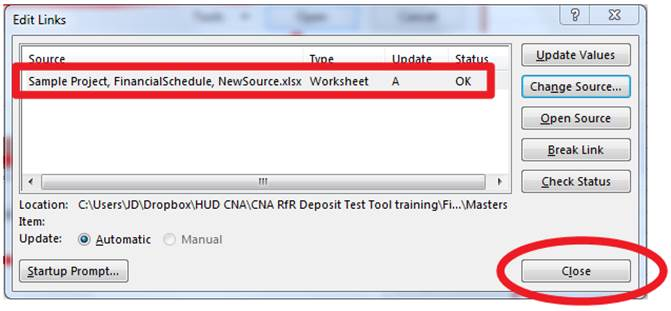 Edit Links
Source Type Update Status
Sample Project, FinancialSchedule, NewSource.xlsx Worksheet A OK
Update Values
Change Source...
Open Source
Break Link
Check Status
Location: C:\Users\JD\Dropbox\HUD CNA\CNA RfR Deposit Test Tool training\Fi...\Masters
Item:
Update: Automatic Manual
Startup Prompt... Close